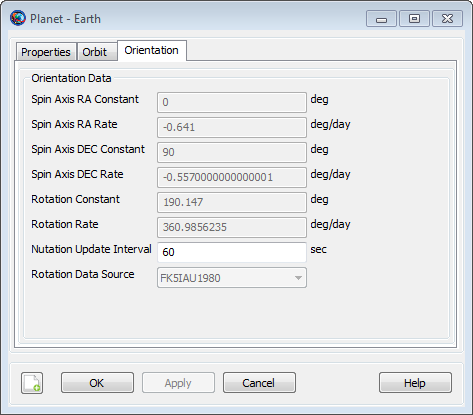 Planet - Earth
Properties Orbit Orientation
Orientation Data
Spin Axis RA Constant 0 deg
Spin Axis RA Rate -0.641 deg/day
Spin Axis DEC Constant 90 deg
Spin Axis DEC Rate -0.5570000000000001 deg/day
Rotation Constant 190.147 deg
Rotation Rate 360.9856235 deg/day
Nutation Update Interval 60 sec
Rotation Data Source FK5IAU1980
OK Apply Cancel Help